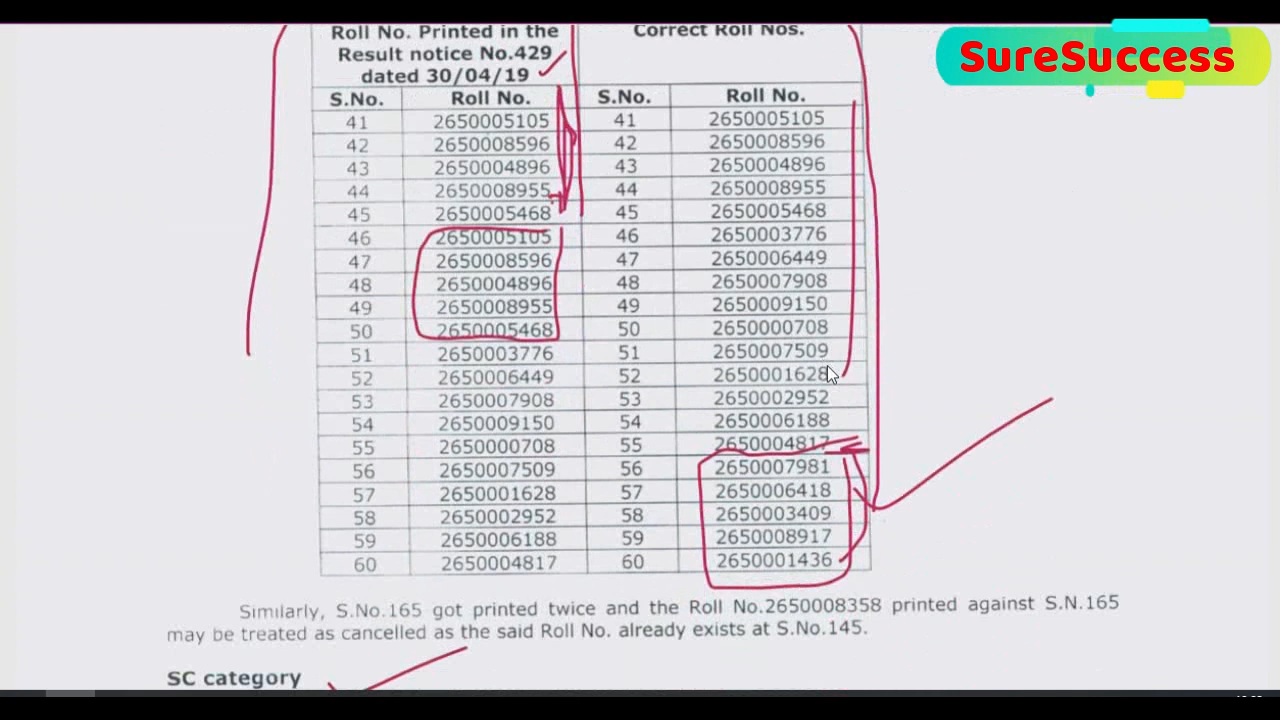 SureSuccess
Roll No. Printed in the Correct Roll Nos.
Result notice No.429
dated 30/04/19
S.No. Roll No. S.No. Roll No.
41 2650005105 41 2650005105
42 2650008596 42 2650008596
43 2650004896 43 2650004896
44 2650008955 44 2650008955
45 2650005468 45 2650005468
46 2650005105 46 2650003776
47 2650008596 47 2650006449
48 2650004896 48 2650007908
49 2650008955 49 2650009150
50 2650005468 50 2650000708
51 2650003776 51 2650007509
52 2650006449 52 2650001628
53 2650007908 53 2650002952
54 2650009150 54 2650006188
55 2650000708 55 2650004817
56 2650007509 56 2650007981
57 2650001628 57 2650006418
58 2650002952 58 2650003409
59 2650006188 59 2650008917
60 2650004817 60 2650001436
Similarly, S.No.165 got printed twice and the Roll No.2650008358 printed against S.N.165
may be treated as cancelled as the said Roll No. already exists at S.No.145.
SC category